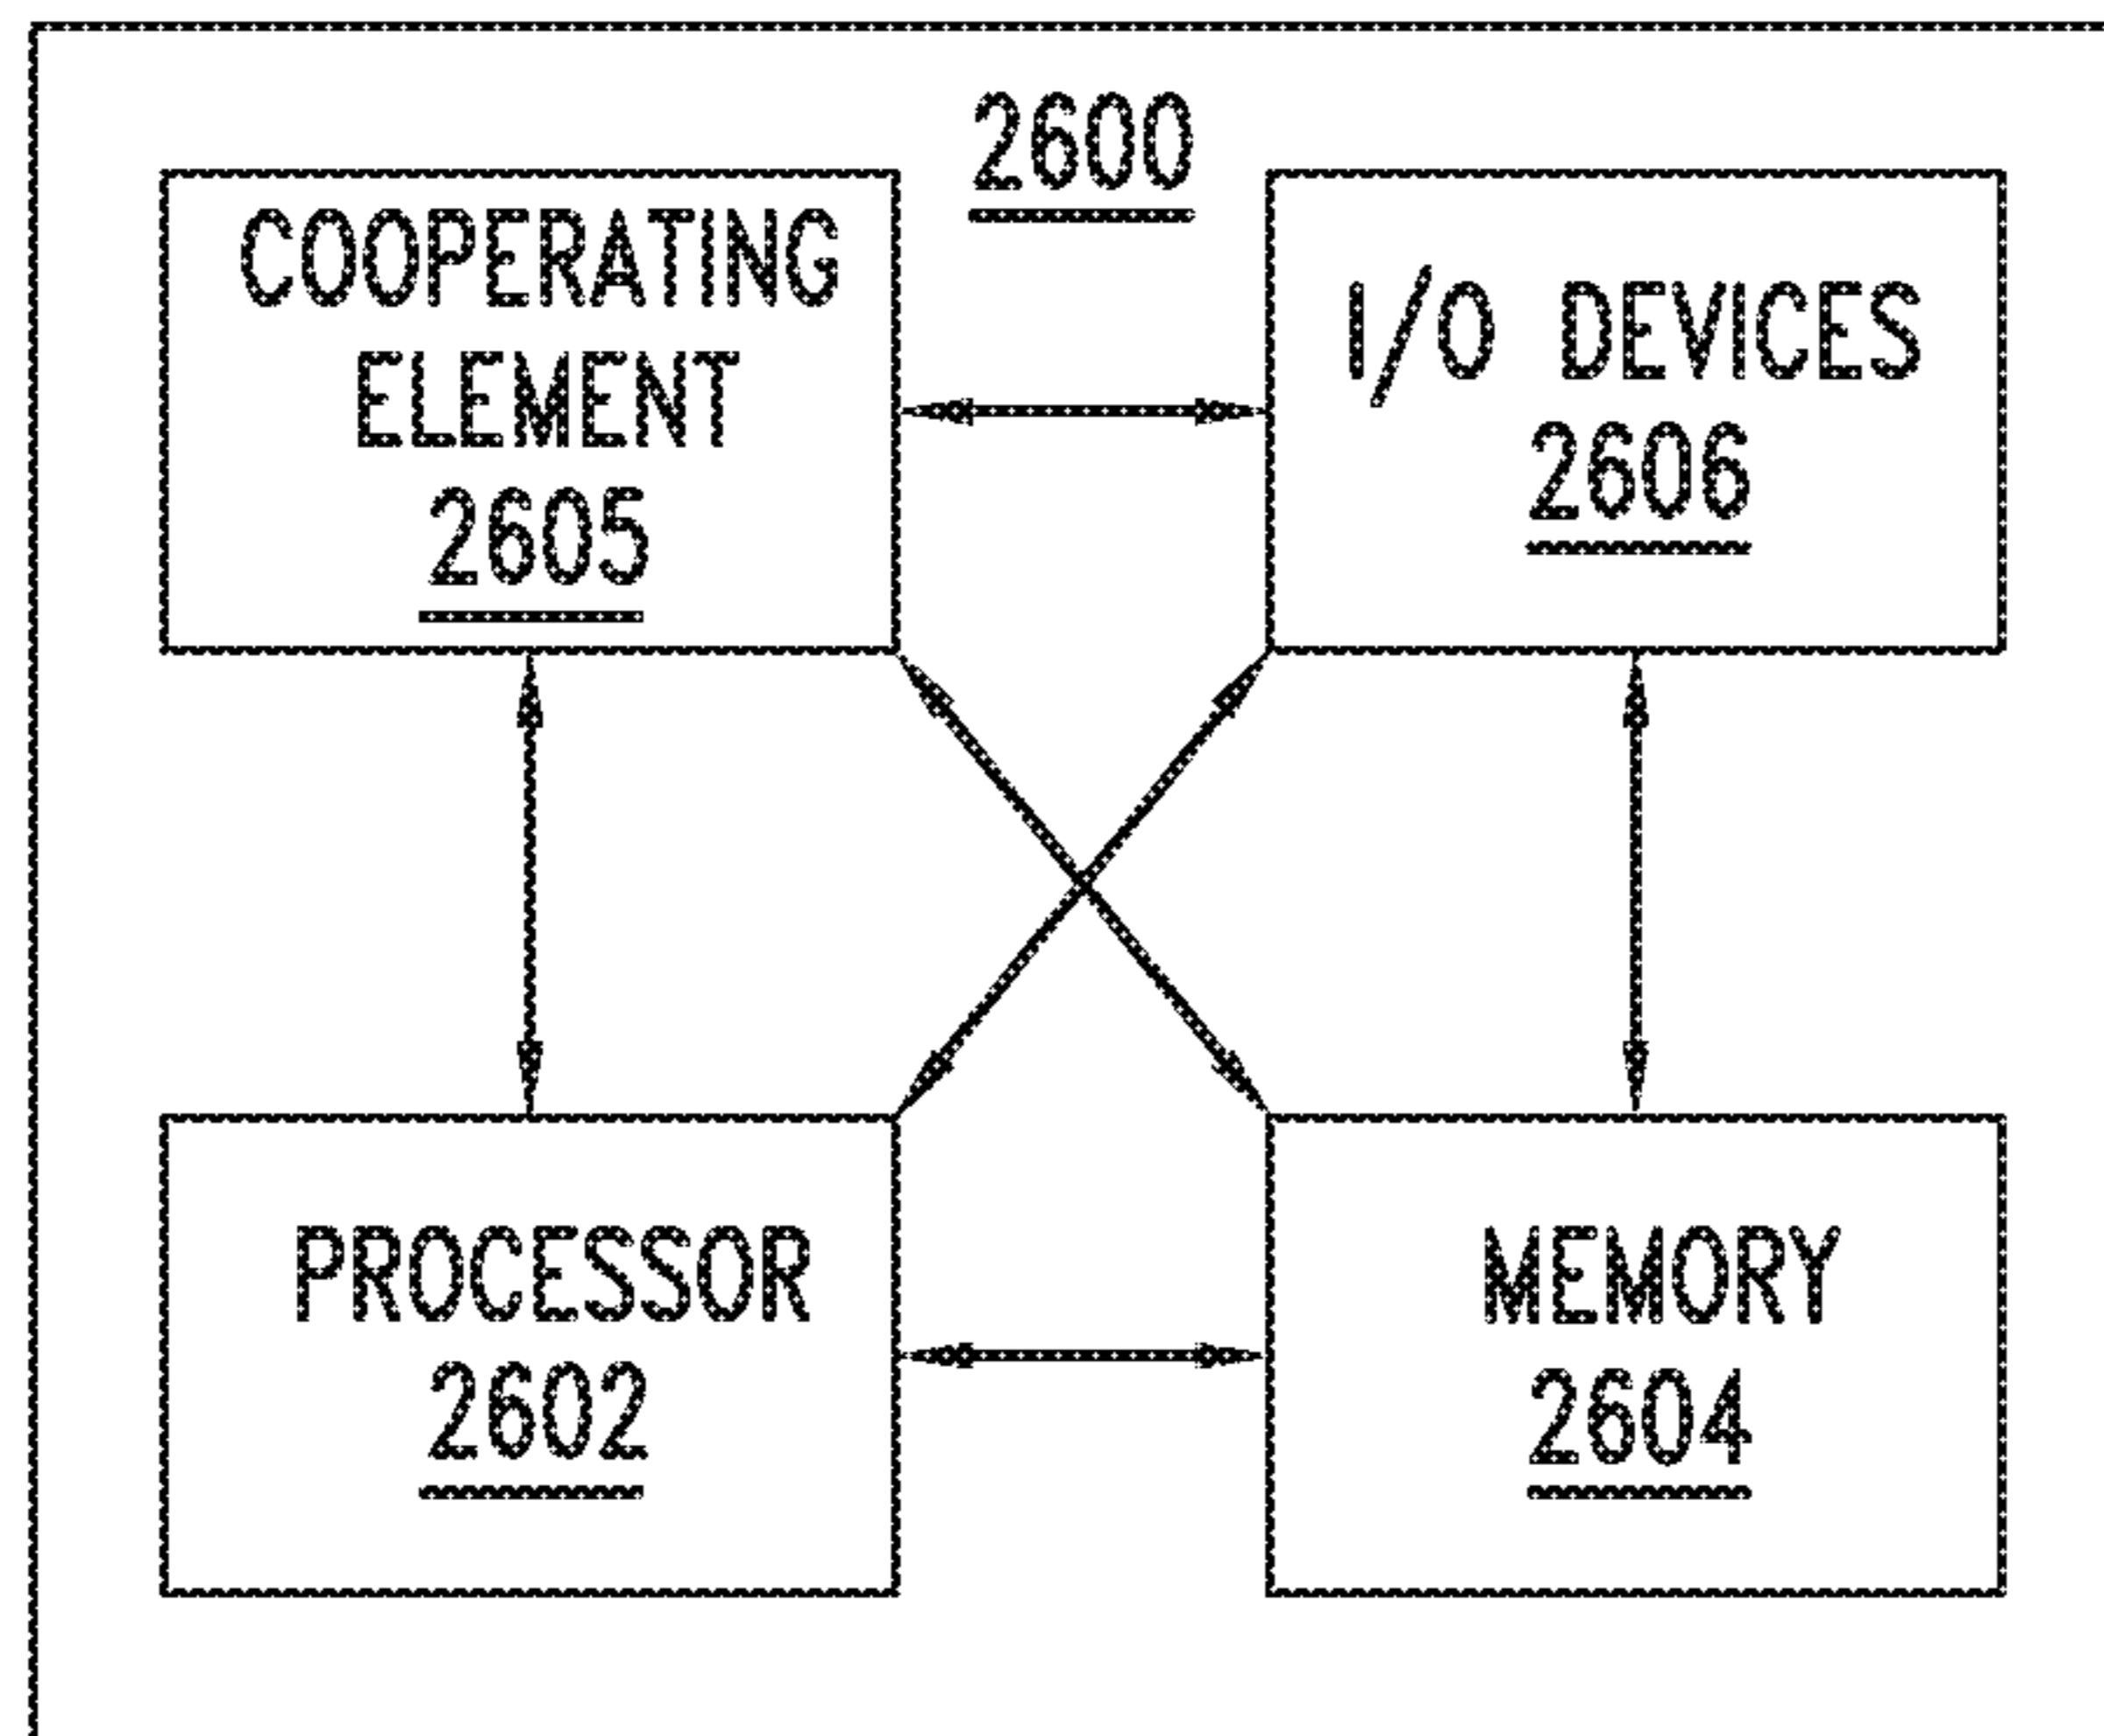 2600
COOPERATING
ELEMENT
2605
I/O DEVICES
2606
PROCESSOR
2602
MEMORY
2604